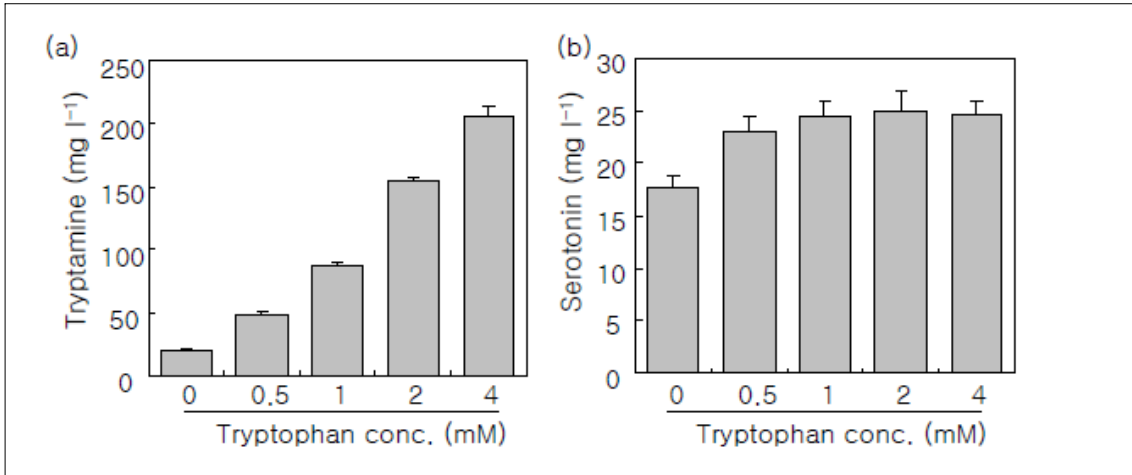 (a)
250
200
150
100
50
0
Tryptamine (mg l⁻¹)
0 0.5 1 2 4
Tryptophan conc. (mM)
(b)
30
25
20
15
10
5
0
Serotonin (mg l⁻¹)
0 0.5 1 2 4
Tryptophan conc. (mM)